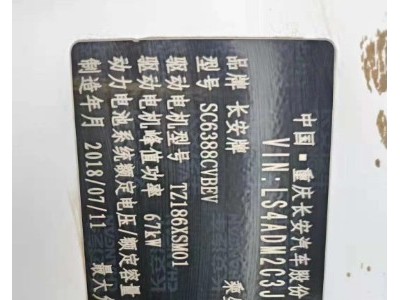 中国·重庆长安汽车股份
VIN:LS4ADM2C3J
品牌 长安牌
型号 SC6388CVBEV
驱动电机型号 TZ186XSM01
驱动电机峰值功率 67kW
动力电池系统额定电压/额定容量
制造年月 2018/07/11
最大允